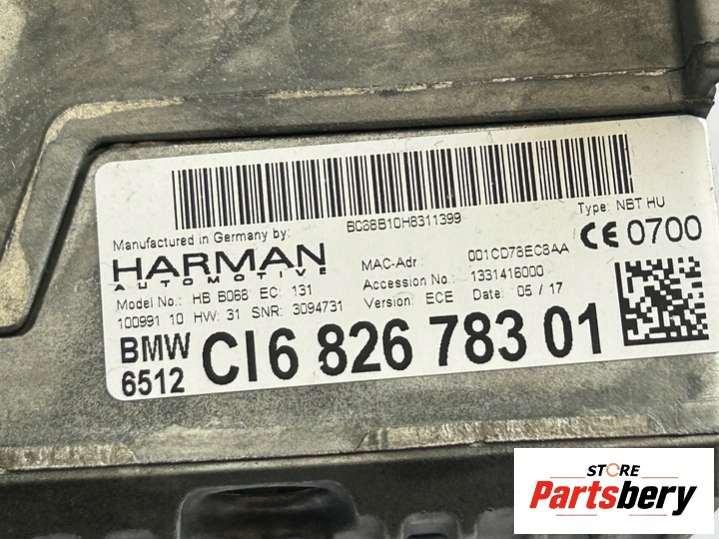 BC68B10H8311399
Type: NBT HU
Manufactured in Germany by:
HARMAN
AUTOMOTIVE
MAC-Adr: 001CD78EC8AA
CE 0700
Model No.: HB B068 EC: 131
Accession No.: 1331416000
100991 10 HW: 31 SNR: 3094731
Version: ECE Date: 05 / 17
BMW
6512
CI6 826 783 01
STORE
Partsbery